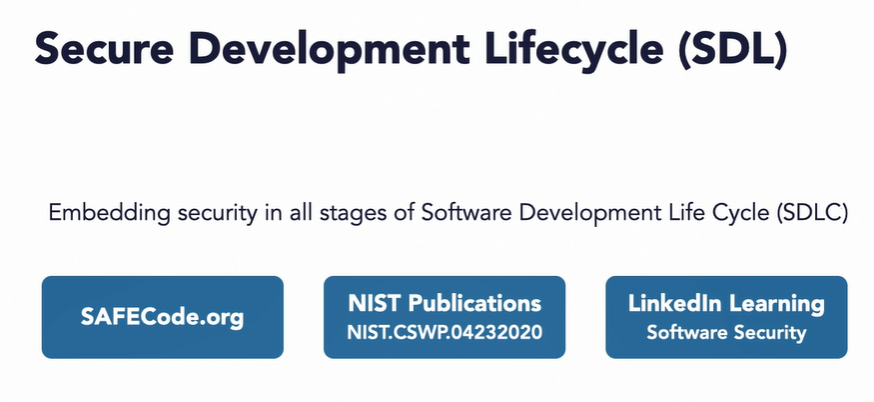 Secure Development Lifecycle (SDL)
Embedding security in all stages of Software Development Life Cycle (SDLC)
SAFECode.org
NIST Publications
NIST.CSWP.04232020
LinkedIn Learning
Software Security